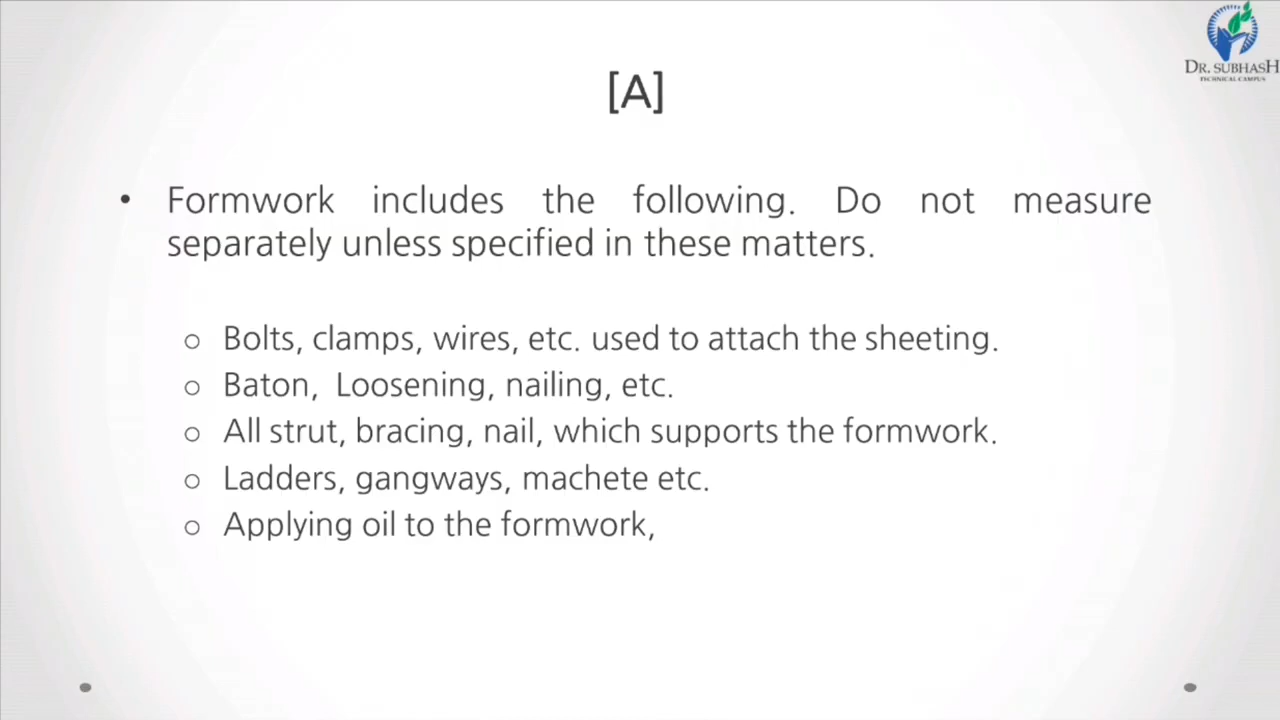 DR. SUBHASH
TECHNICAL CAMPUS
[A]
• Formwork includes the following. Do not measure
separately unless specified in these matters.
o Bolts, clamps, wires, etc. used to attach the sheeting.
o Baton, Loosening, nailing, etc.
o All strut, bracing, nail, which supports the formwork.
o Ladders, gangways, machete etc.
o Applying oil to the formwork,